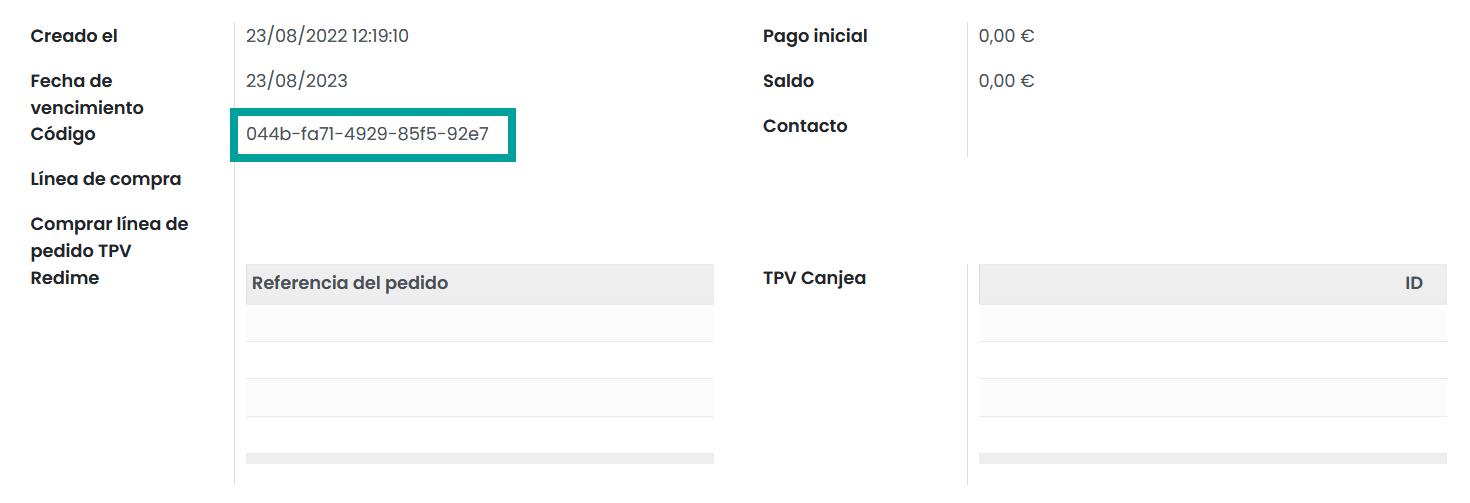 Creado el 23/08/2022 12:19:10
Fecha de 23/08/2023
vencimiento
Código 044b-fa71-4929-85f5-92e7
Línea de compra
Comprar línea de
pedido TPV
Redime
Referencia del pedido
Pago inicial 0,00 €
Saldo 0,00 €
Contacto
TPV Canjea
ID